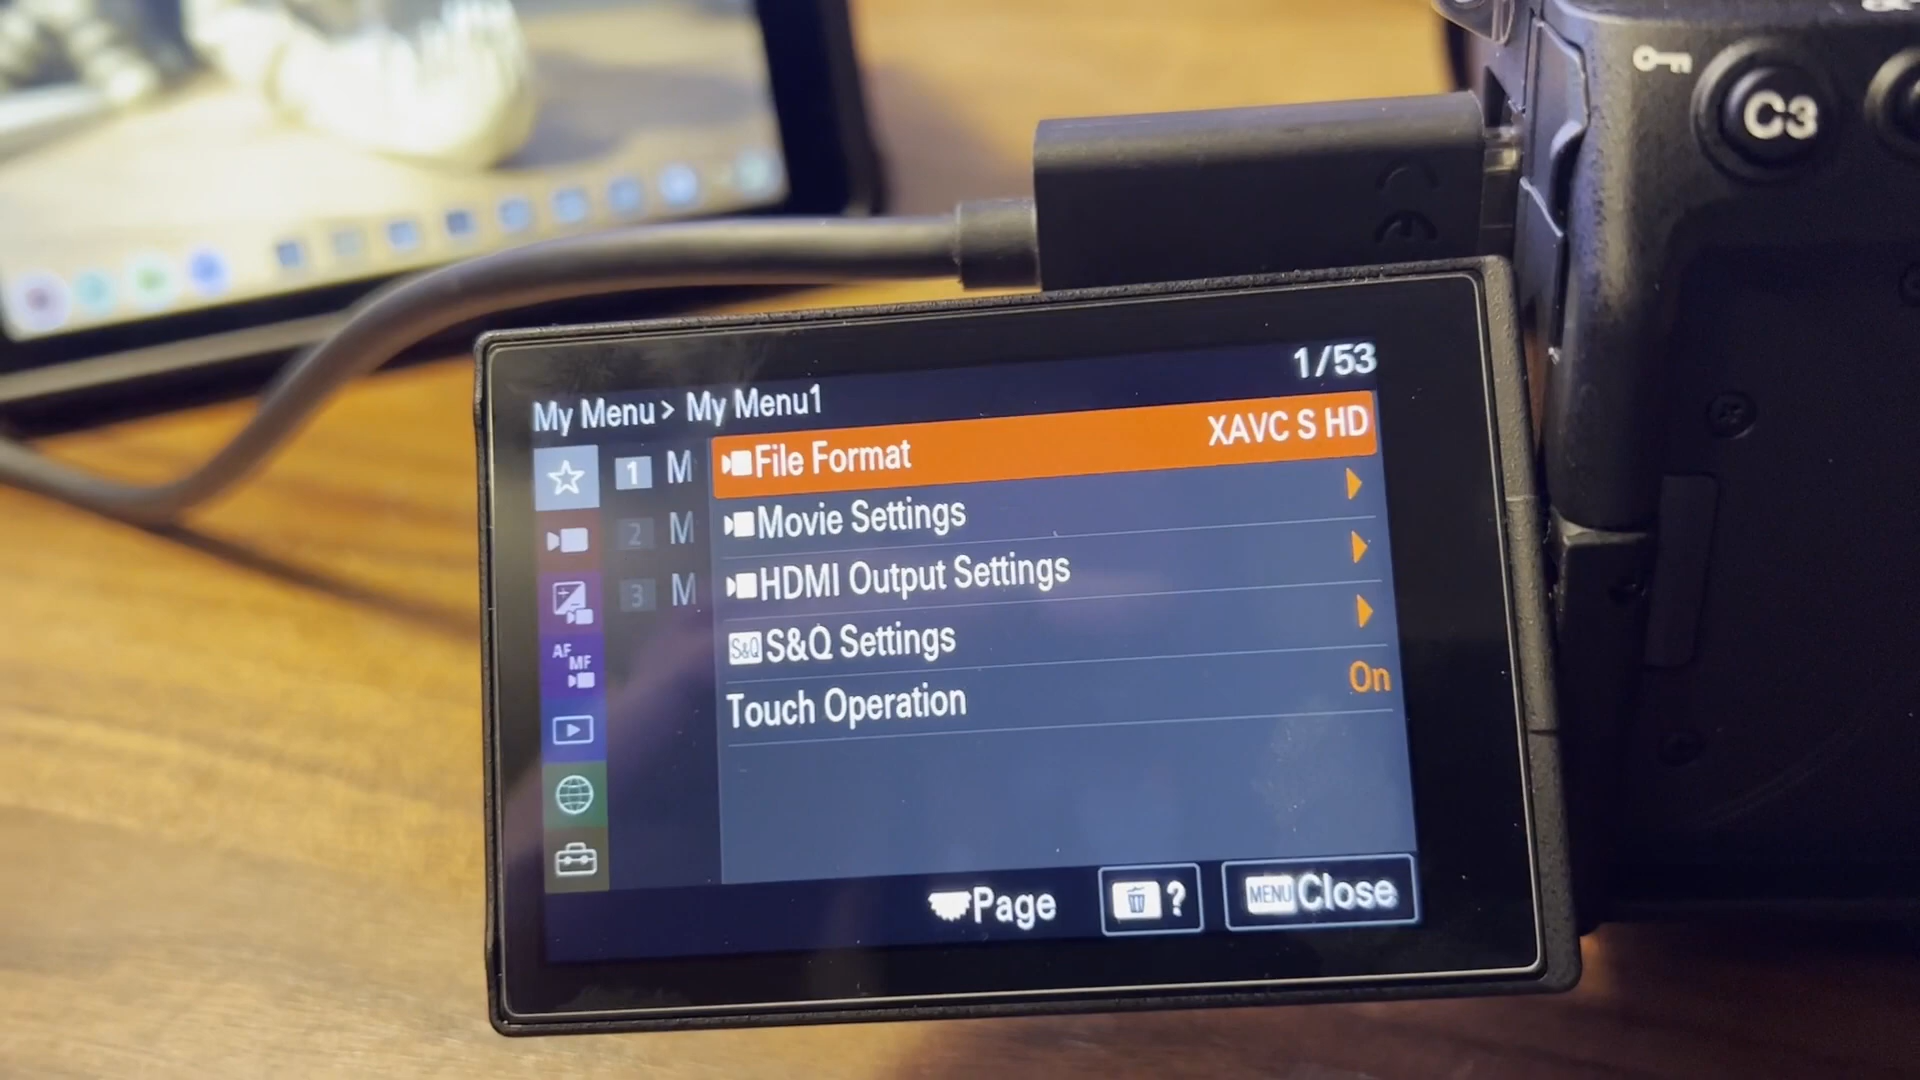 C3
1/53
My Menu > My Menu1
1 M
2 M
3 M
File Format XAVC S HD
Movie Settings
HDMI Output Settings
S&Q S&Q Settings
Touch Operation On
AF
MF
Page
?
MENU Close